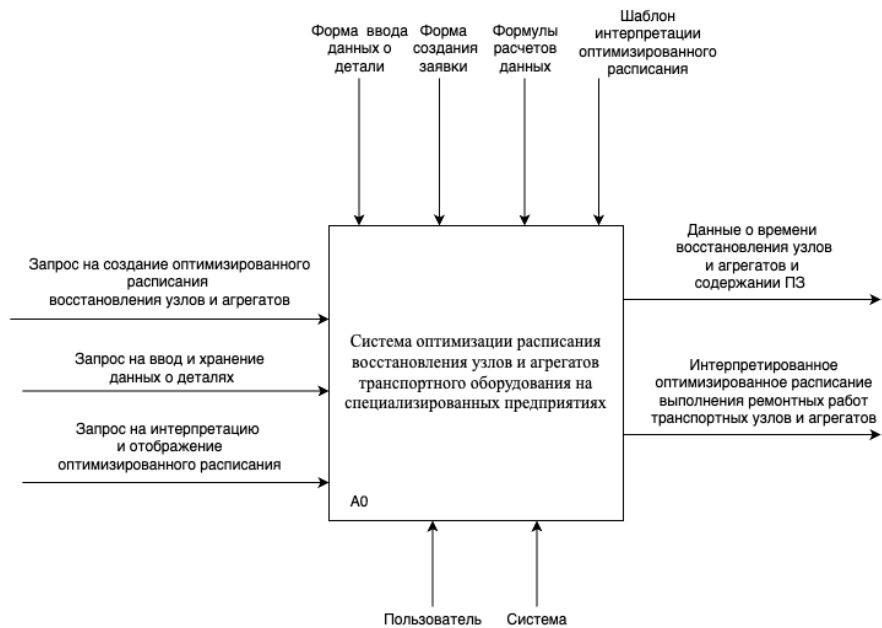 Форма ввода
данных о
детали
Форма
создания
заявки
Формулы
расчетов
данных
Шаблон
интерпретации
оптимизированного
расписания
Запрос на создание оптимизированного
расписания
восстановления узлов и агрегатов
Запрос на ввод и хранение
данных о деталях
Запрос на интерпретацию
и отображение
оптимизированного расписания
Система оптимизации расписания
восстановления узлов и агрегатов
транспортного оборудования на
специализированных предприятиях
A0
Данные о времени
восстановления узлов
и агрегатов и
содержании ПЗ
Интерпретированное
оптимизированное расписание
выполнения ремонтных работ
транспортных узлов и агрегатов
Пользователь
Система